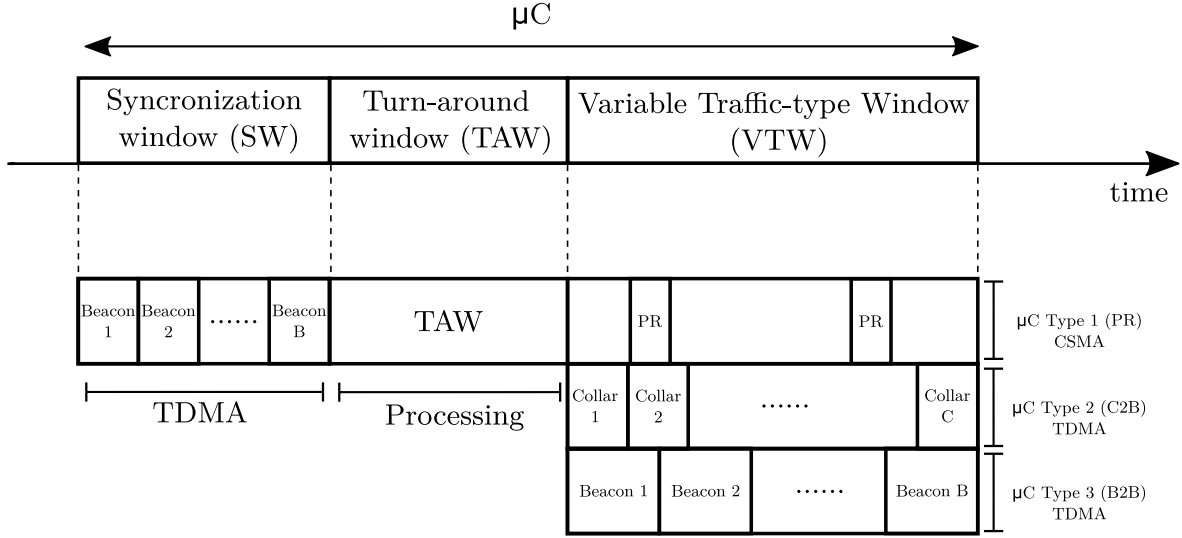 µC
Syncronization
window (SW)
Turn-around
window (TAW)
Variable Traffic-type Window
(VTW)
time
Beacon
1
Beacon
2
......
Beacon
B
TAW
PR
PR
µC Type 1 (PR)
CSMA
TDMA
Processing
Collar
1
Collar
2
......
Collar
C
µC Type 2 (C2B)
TDMA
Beacon 1
Beacon 2
......
Beacon B
µC Type 3 (B2B)
TDMA